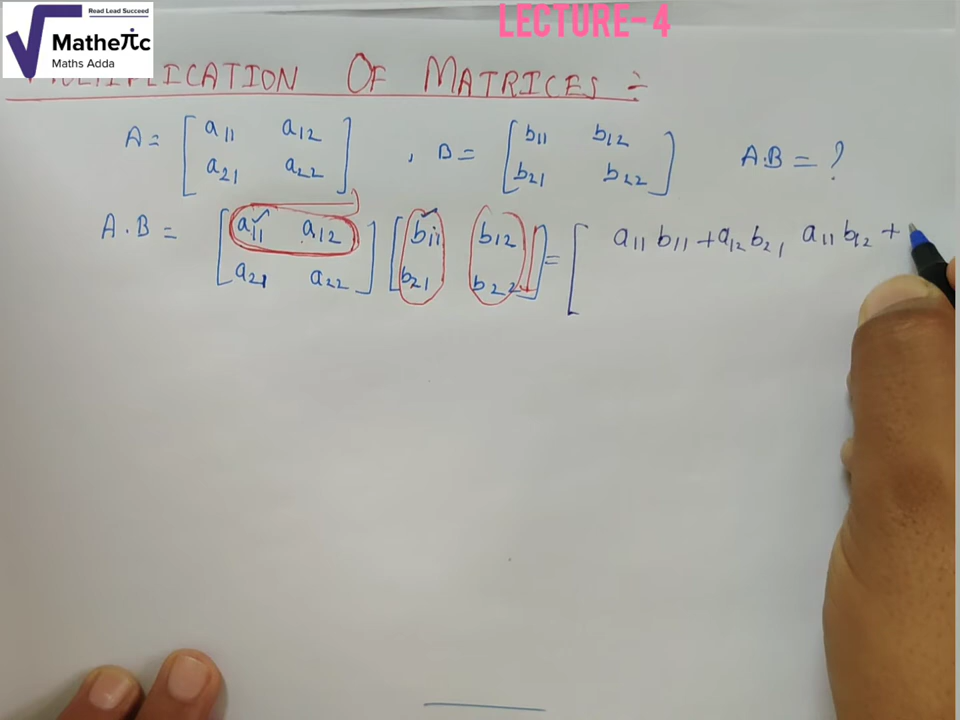 LECTURE-4
Read Lead Succeed
Matheπc
Maths Adda
MULTIPLICATION OF MATRICES :-
A = [ a11 a12 , B = [ b11 b12 A.B = ?
a21 a22 ] b21 b22 ]
A.B = [ a11 a12 ] [ b11 b12 ] = [ a11 b11 + a12 b21 a11 b12 +
a21 a22 b21 b22